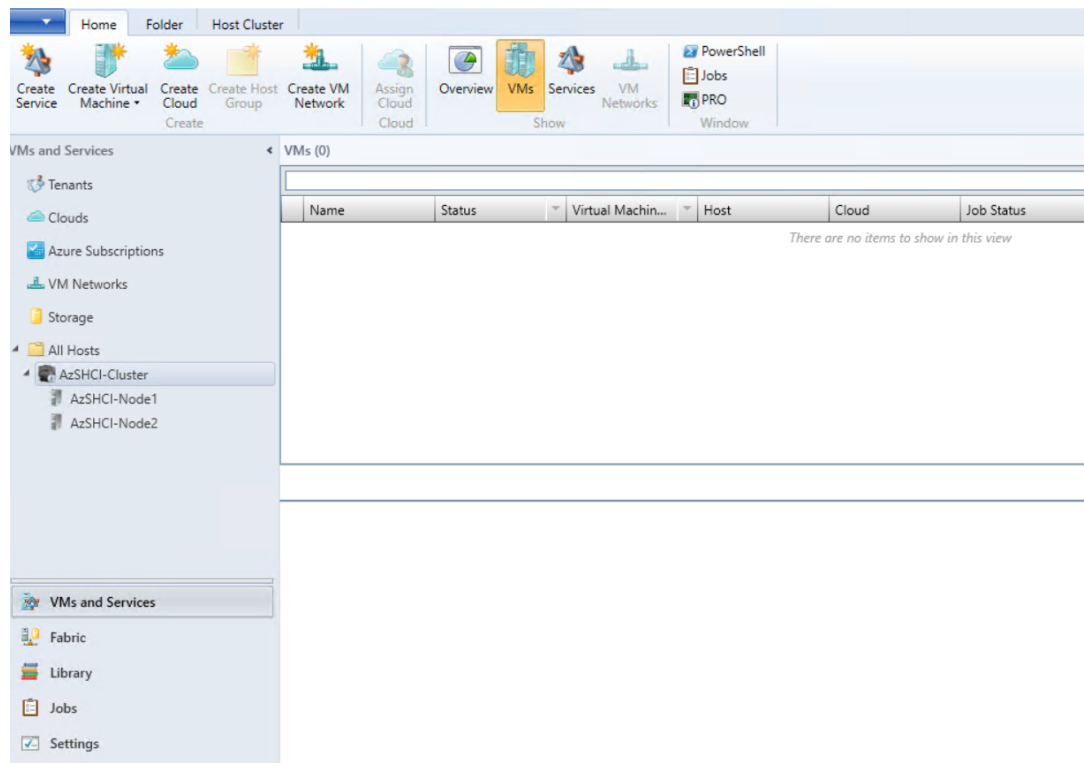 Home Folder Host Cluster
Create Service
Create Virtual Machine
Create Cloud
Create Host Group
Create VM Network
Assign Cloud
Overview
VMs
Services
VM Networks
PowerShell
Jobs
PRO
Create Cloud Show Window
VMs and Services
Tenants
Clouds
Azure Subscriptions
VM Networks
Storage
All Hosts
AzSHCI-Cluster
AzSHCI-Node1
AzSHCI-Node2
VMs (0)
Name Status Virtual Machin... Host Cloud Job Status
There are no items to show in this view
VMs and Services
Fabric
Library
Jobs
Settings